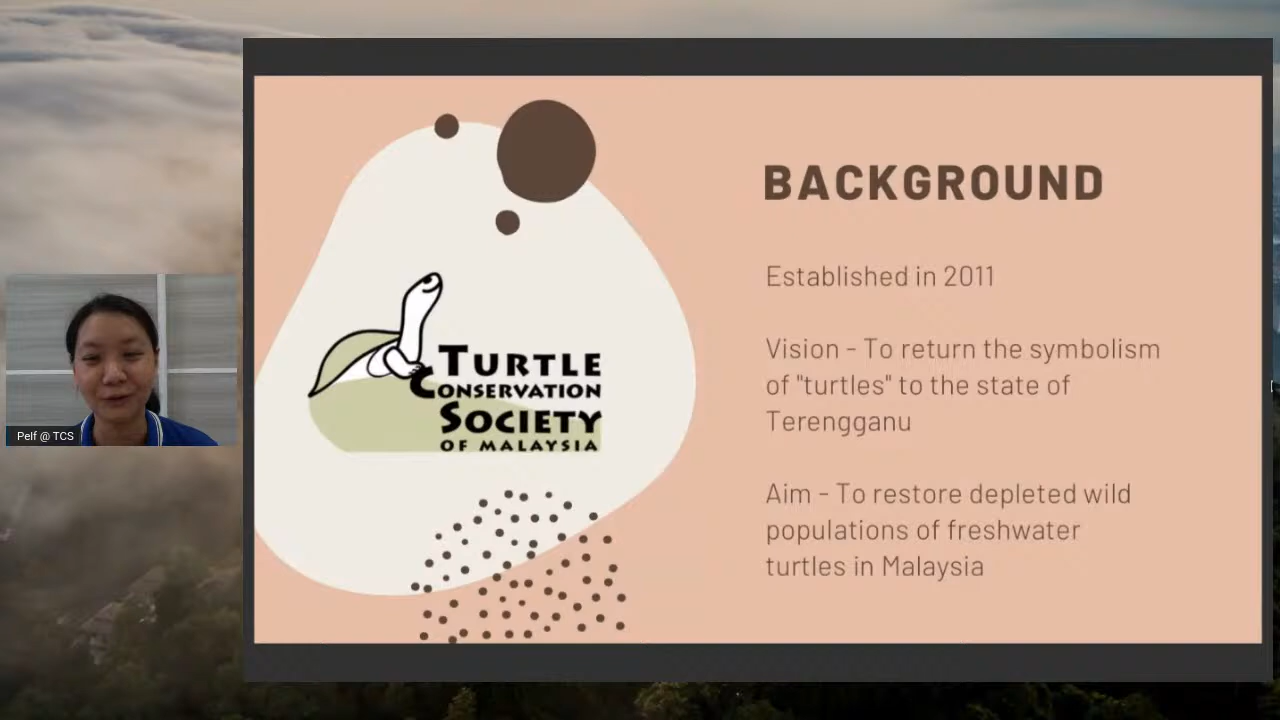 BACKGROUND
Established in 2011
Vision - To return the symbolism
of "turtles" to the state of
Terengganu
Aim - To restore depleted wild
populations of freshwater
turtles in Malaysia
TURTLE
CONSERVATION
SOCIETY
OF MALAYSIA
Pelf @ TCS